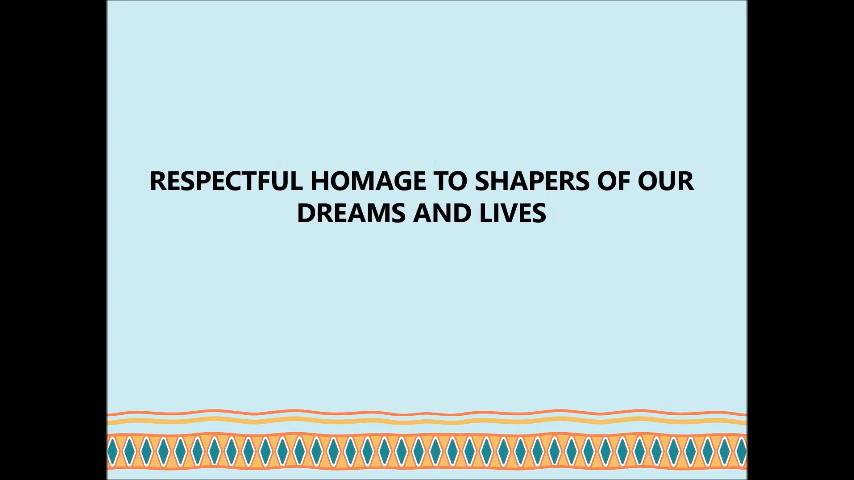 RESPECTFUL HOMAGE TO SHAPERS OF OUR
DREAMS AND LIVES